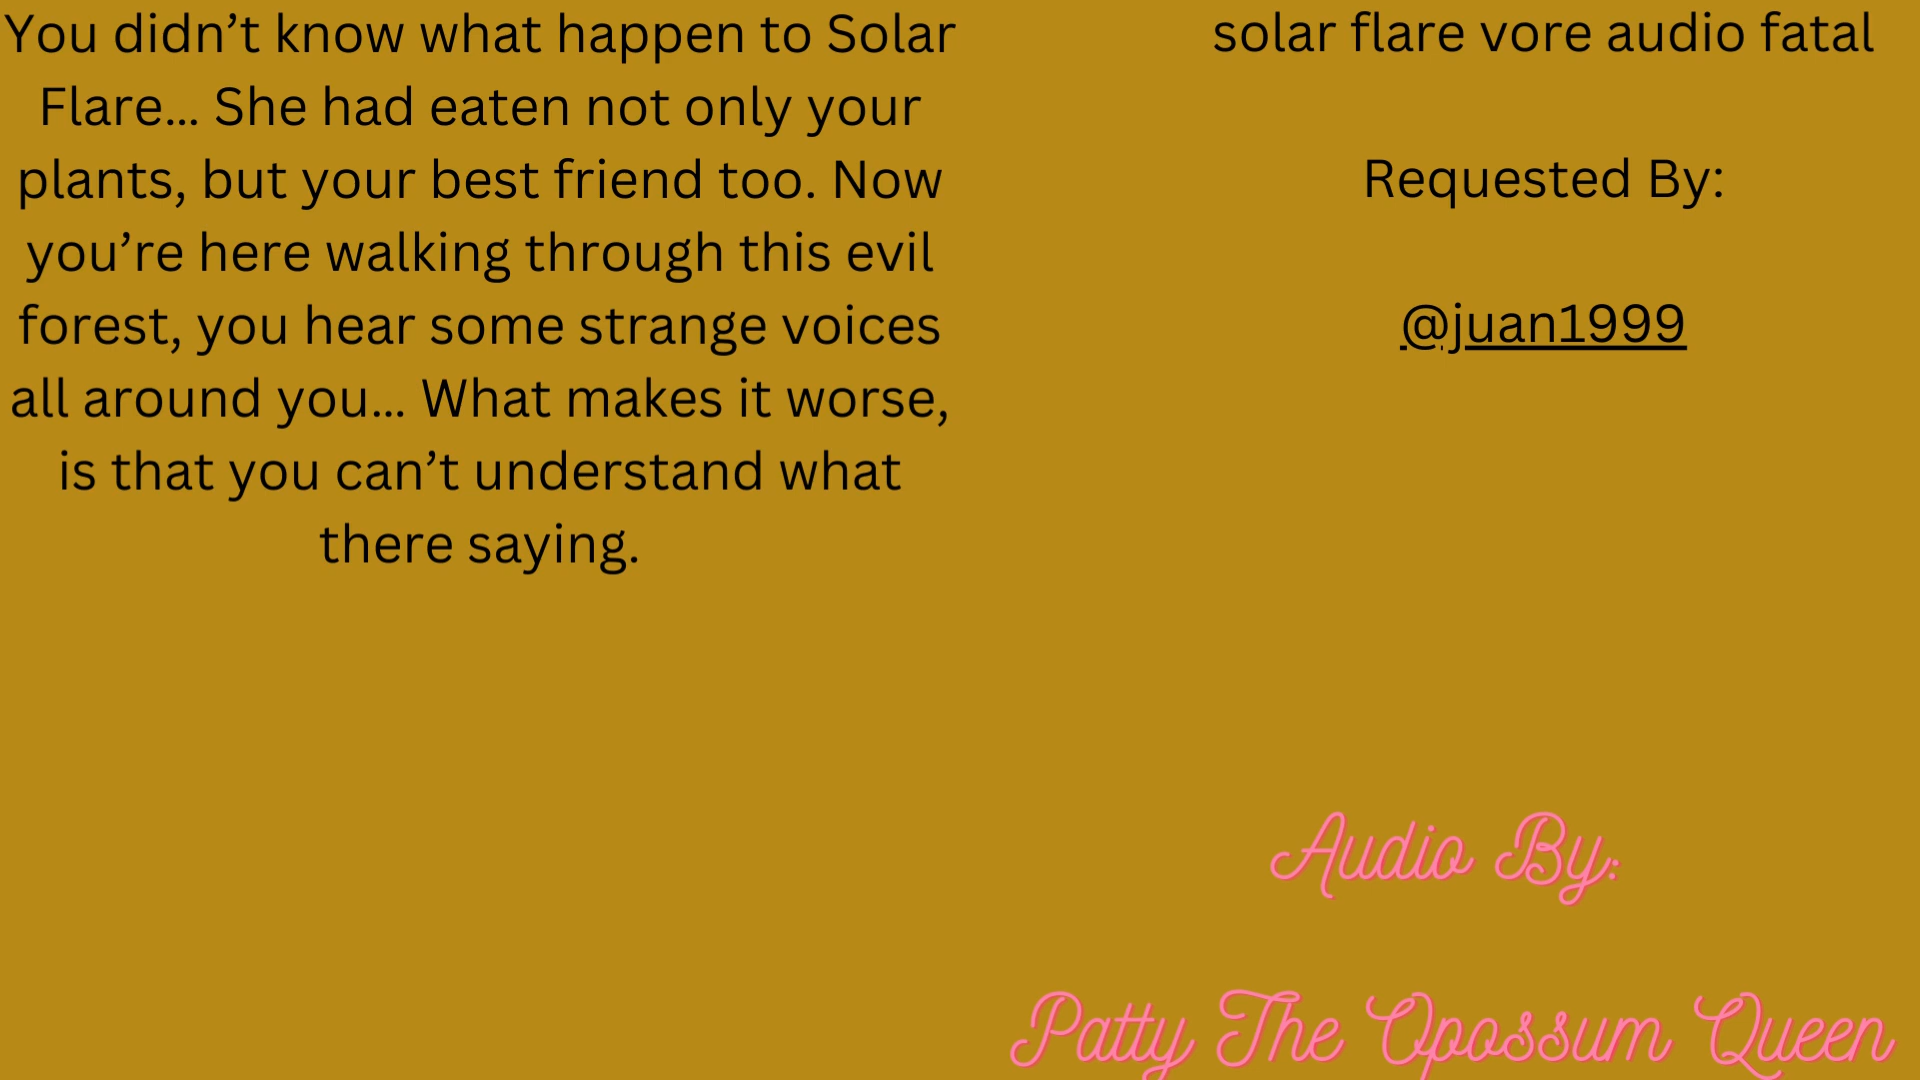 You didn’t know what happen to Solar
Flare... She had eaten not only your
plants, but your best friend too. Now
you’re here walking through this evil
forest, you hear some strange voices
all around you... What makes it worse,
is that you can’t understand what
there saying.
solar flare vore audio fatal
Requested By:
@juan1999
Audio By:
Patty The Opossum Queen